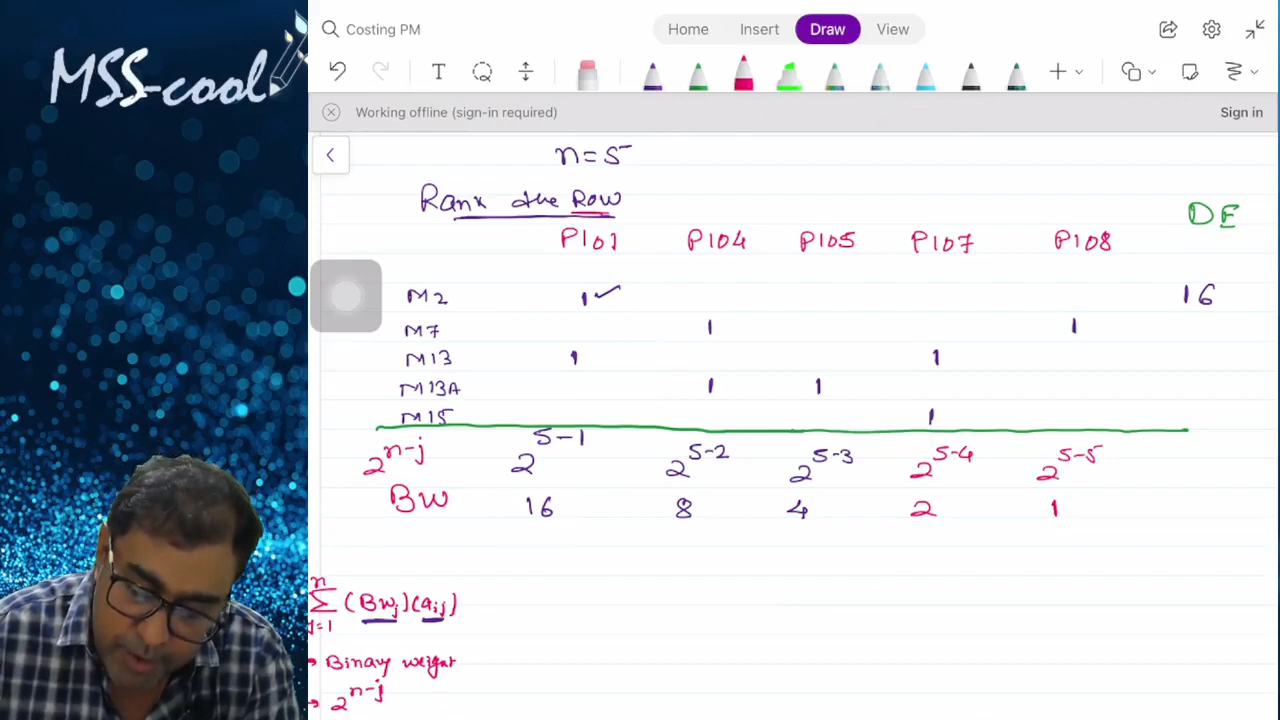 MSS-cool
Costing PM
Home Insert Draw View
Working offline (sign-in required) Sign in
n=5
Rank the Row
DE
P101 P104 P105 P107 P108
M2 1✓ 16
M7 1 1
M13 1 1
M13A 1 1
M15 1
2^{n-j} 2^{5-1} 2^{5-2} 2^{5-3} 2^{5-4} 2^{5-5}
BW 16 8 4 2 1
n
∑ (Bwj)(aij)
j=1
→ Binary weight
→ 2^{n-j}